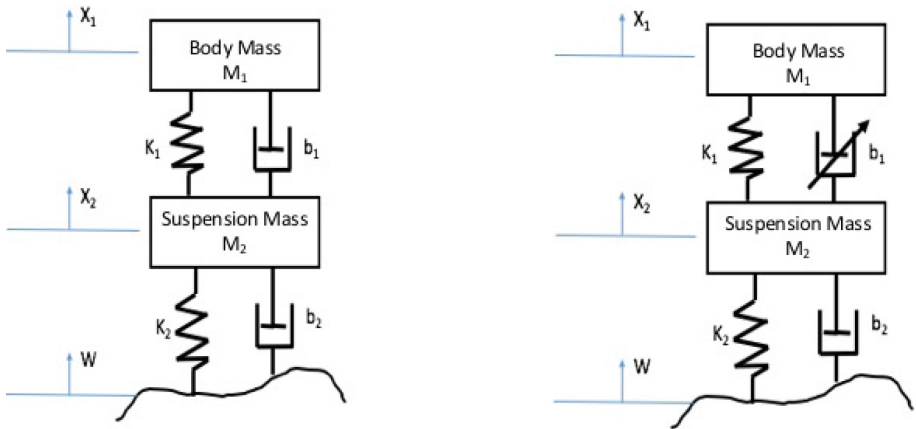 X₁
Body Mass
M₁
K₁
b₁
X₂
Suspension Mass
M₂
K₂
b₂
W
X₁
Body Mass
M₁
K₁
b₁
X₂
Suspension Mass
M₂
K₂
b₂
W